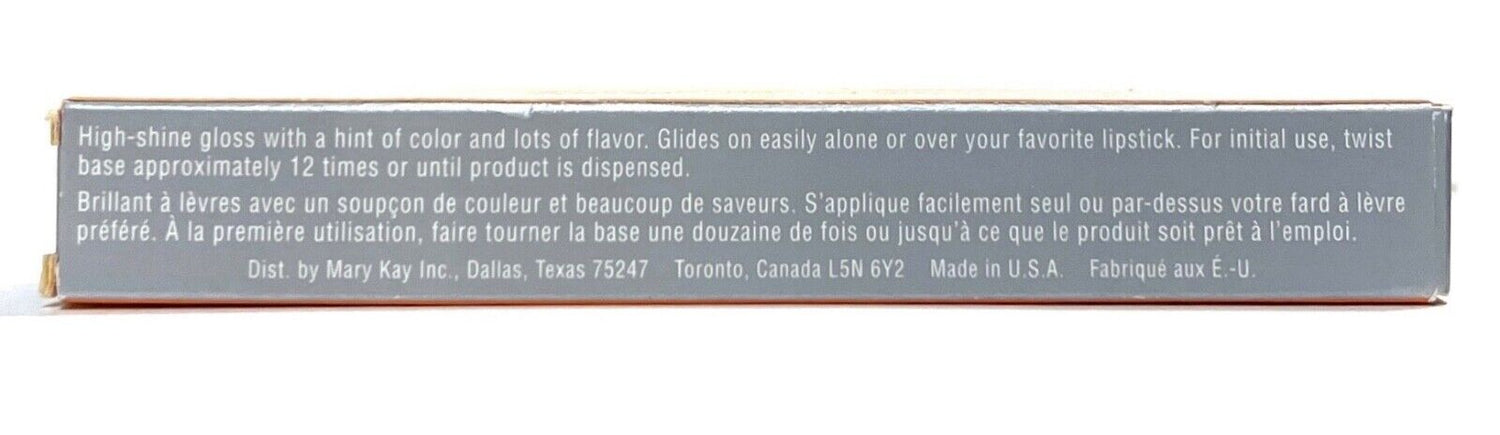 High-shine gloss with a hint of color and lots of flavor. Glides on easily alone or over your favorite lipstick. For initial use, twist
base approximately 12 times or until product is dispensed.
Brillant à lèvres avec un soupçon de couleur et beaucoup de saveurs. S'applique facilement seul ou par-dessus votre fard à lèvre
préféré. À la première utilisation, faire tourner la base une douzaine de fois ou jusqu'à ce que le produit soit prêt à l'emploi.
Dist. by Mary Kay Inc., Dallas, Texas 75247 Toronto, Canada L5N 6Y2 Made in U.S.A. Fabriqué aux É.-U.